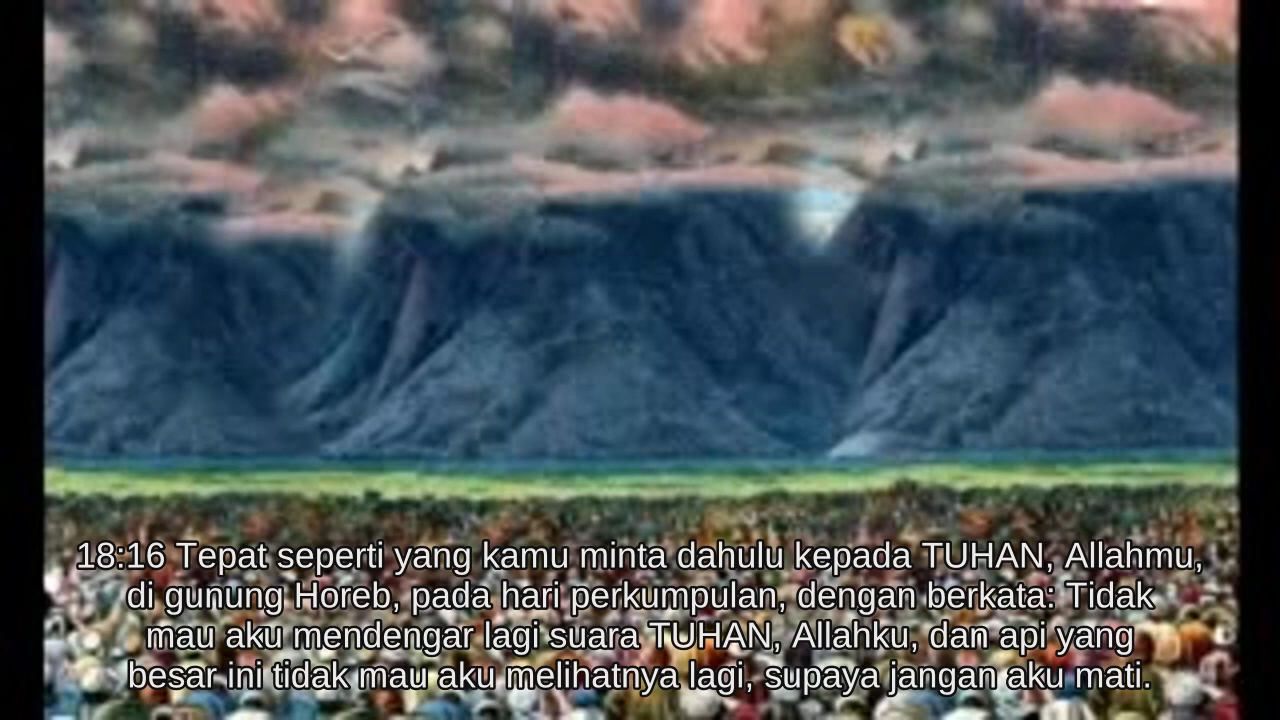 18:16 Tepat seperti yang kamu minta dahulu kepada TUHAN, Allahmu,
di gunung Horeb, pada hari perkumpulan, dengan berkata: Tidak
mau aku mendengar lagi suara TUHAN, Allahku, dan api yang
besar ini tidak mau aku melihatnya lagi, supaya jangan aku mati.